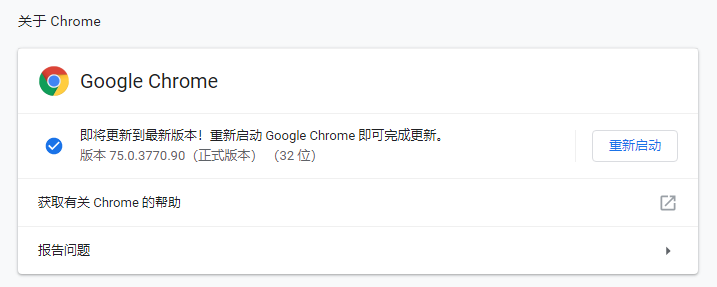 关于 Chrome
Google Chrome
即将更新到最新版本！重新启动 Google Chrome 即可完成更新。
版本 75.0.3770.90（正式版本） （32 位）
重新启动
获取有关 Chrome 的帮助
报告问题